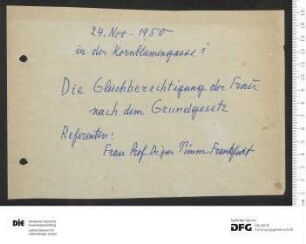 24. Nov. 1950
in der Kornblumengasse!
Die Gleichberechtigung der Frau
nach dem Grundgesetz
Referentin:
Frau Prof. Dr. jur. Timm-Frankfurt
DIE
DFG